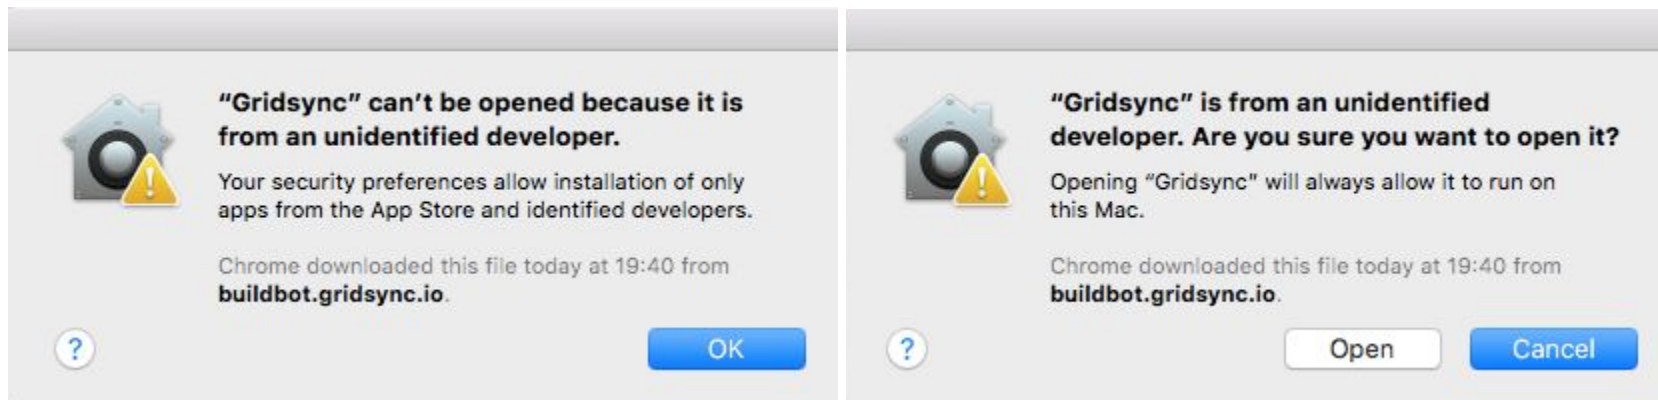 “Gridsync” can’t be opened because it is
from an unidentified developer.
Your security preferences allow installation of only
apps from the App Store and identified developers.
Chrome downloaded this file today at 19:40 from
buildbot.gridsync.io.
?
OK
“Gridsync” is from an unidentified
developer. Are you sure you want to open it?
Opening “Gridsync” will always allow it to run on
this Mac.
Chrome downloaded this file today at 19:40 from
buildbot.gridsync.io.
?
Open
Cancel